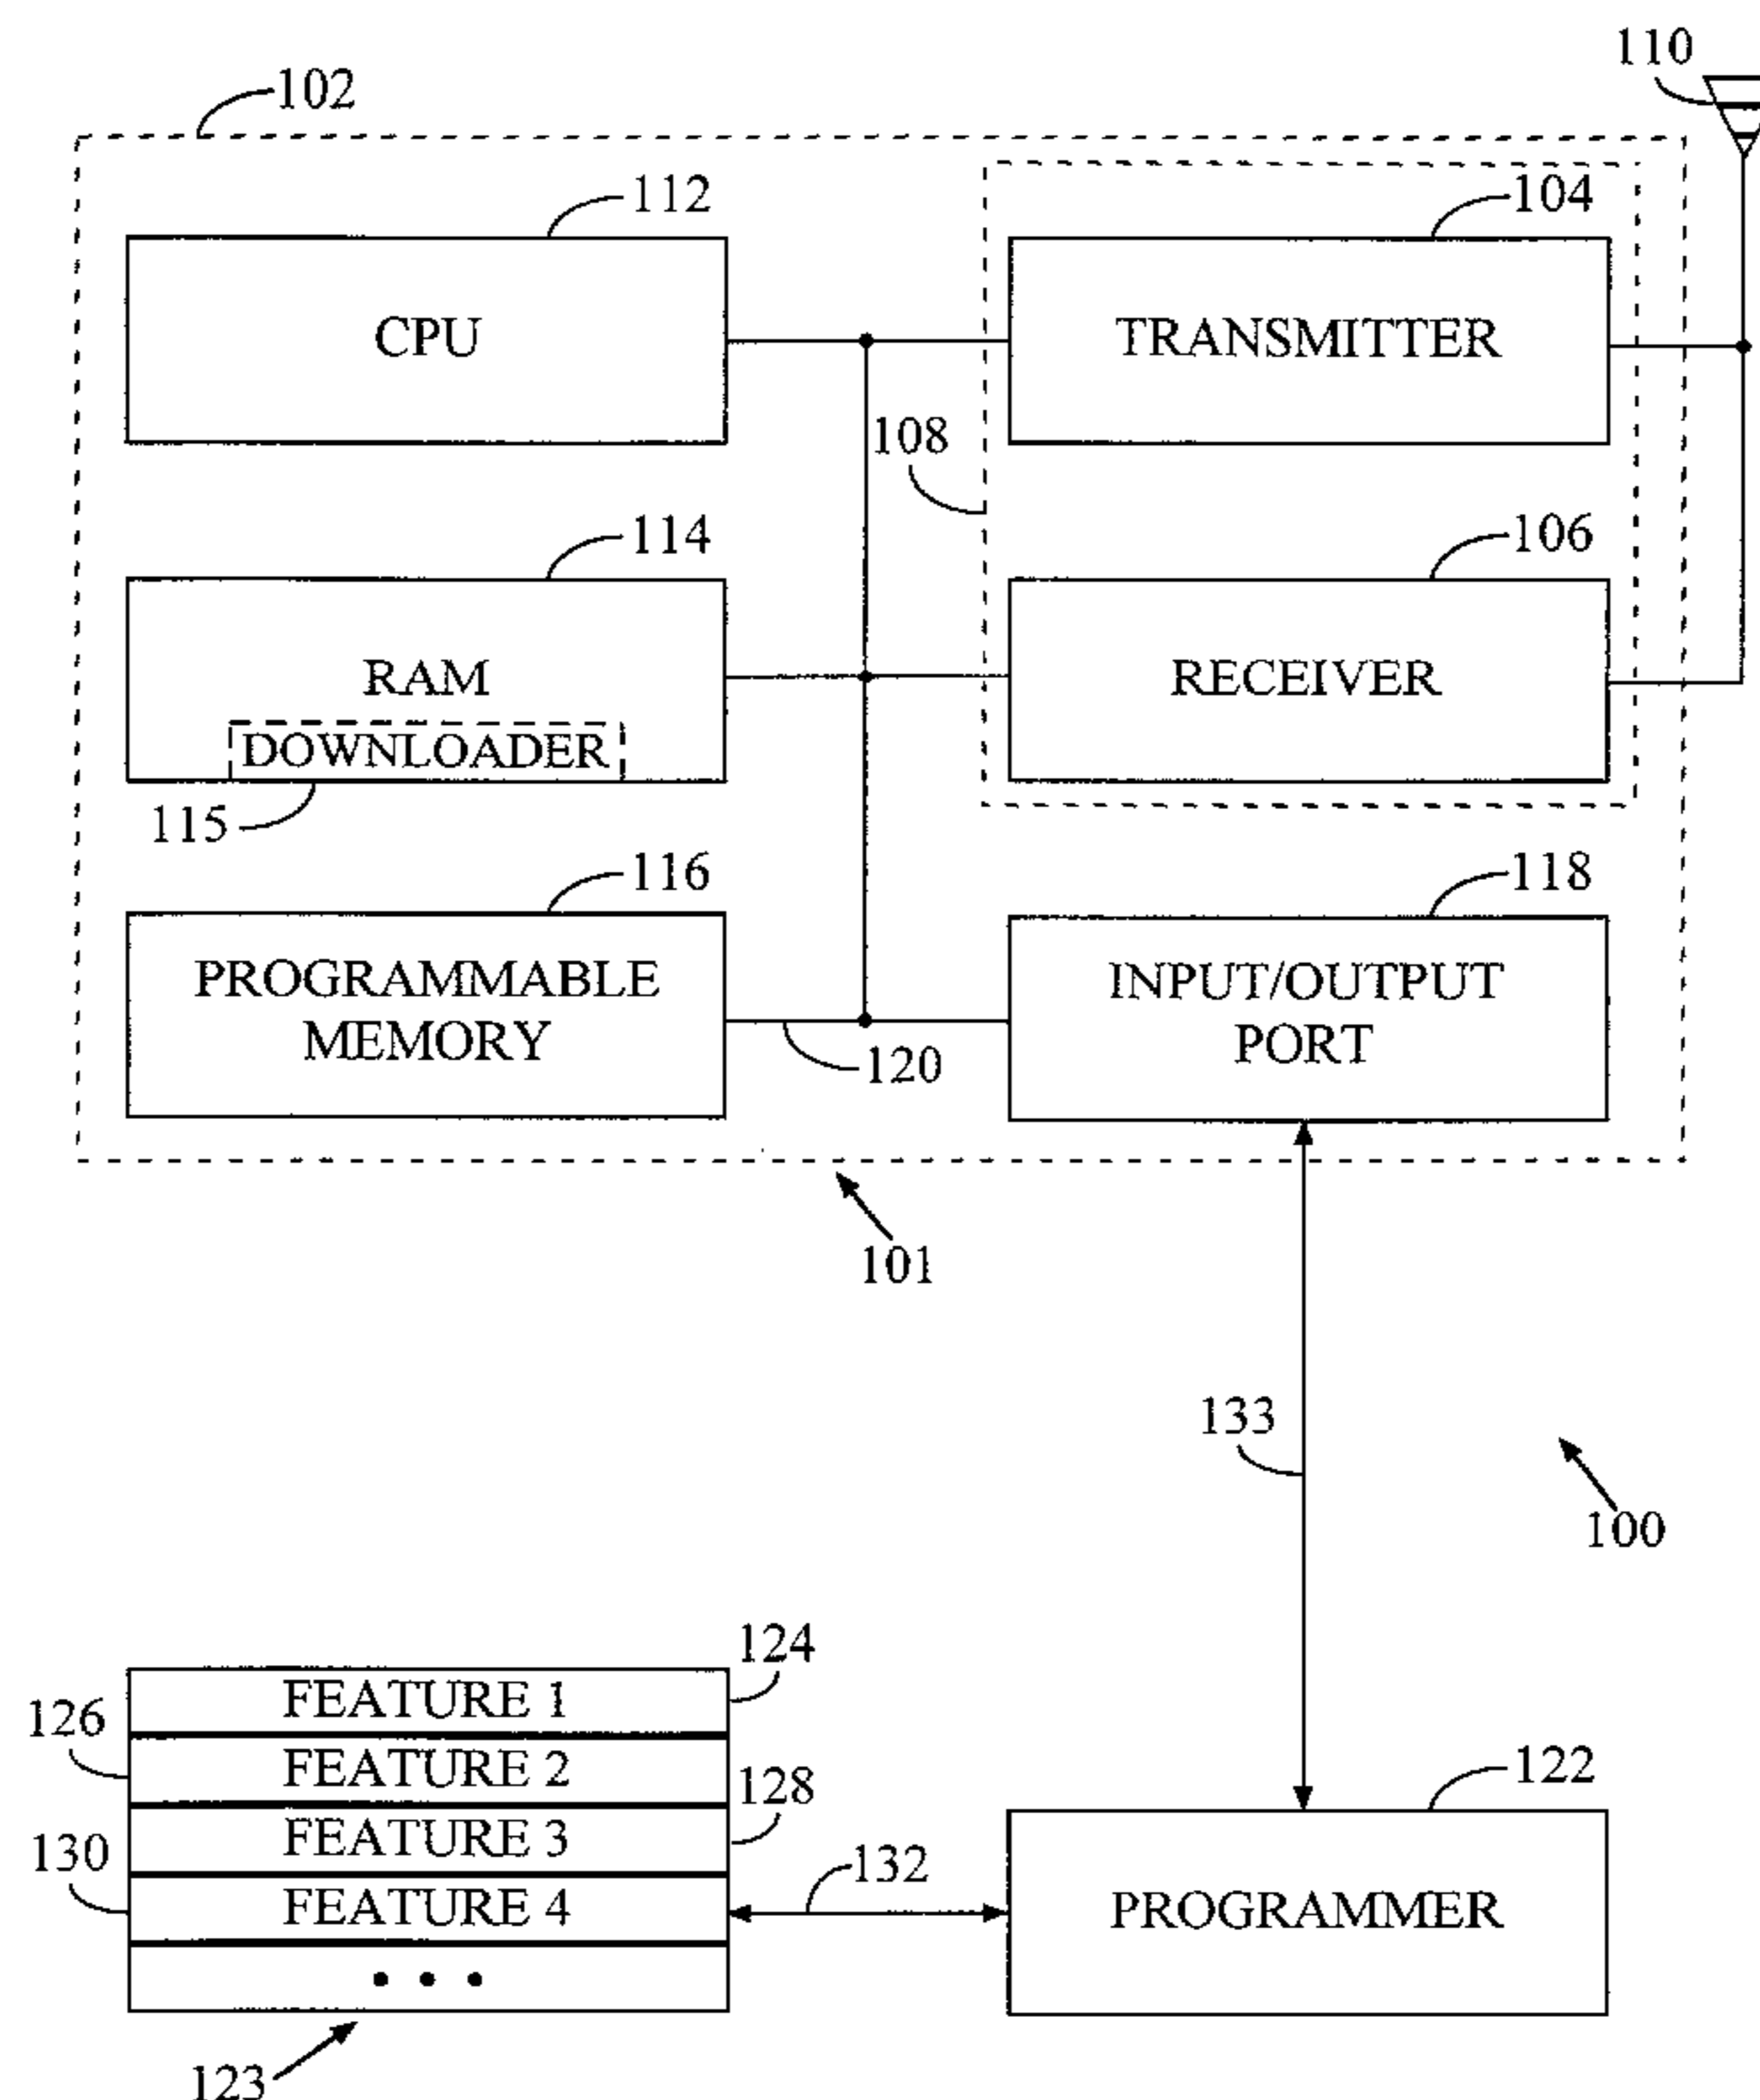 110
102
112
104
CPU
TRANSMITTER
108
114
106
RAM
RECEIVER
DOWNLOADER
115
116
118
PROGRAMMABLE
MEMORY
INPUT/OUTPUT
PORT
120
101
133
100
124
FEATURE 1
126
FEATURE 2
122
128
FEATURE 3
130
132
FEATURE 4
PROGRAMMER
• • •
123